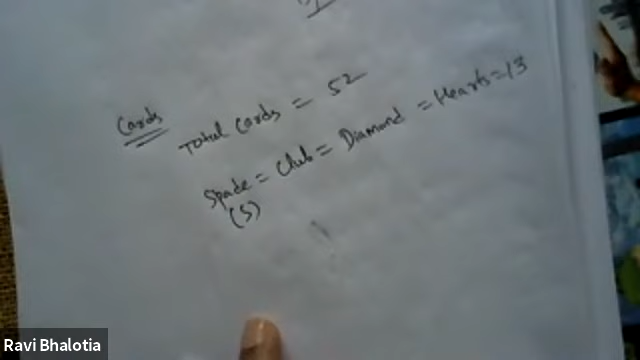 Cards
Total Cards = 52
Spade = Club = Diamond = Hearts = 13
(S)
Ravi Bhalotia